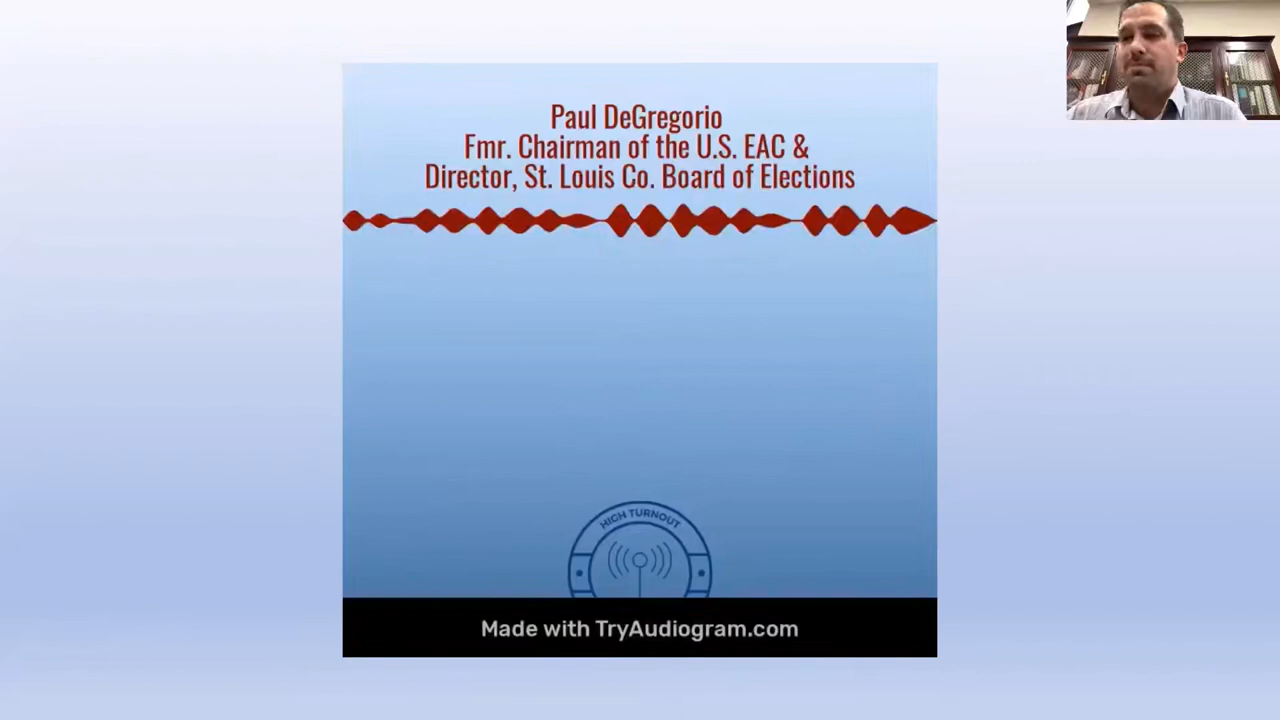 Paul DeGregorio
Fmr. Chairman of the U.S. EAC &
Director, St. Louis Co. Board of Elections
HIGH TURNOUT
Made with TryAudiogram.com